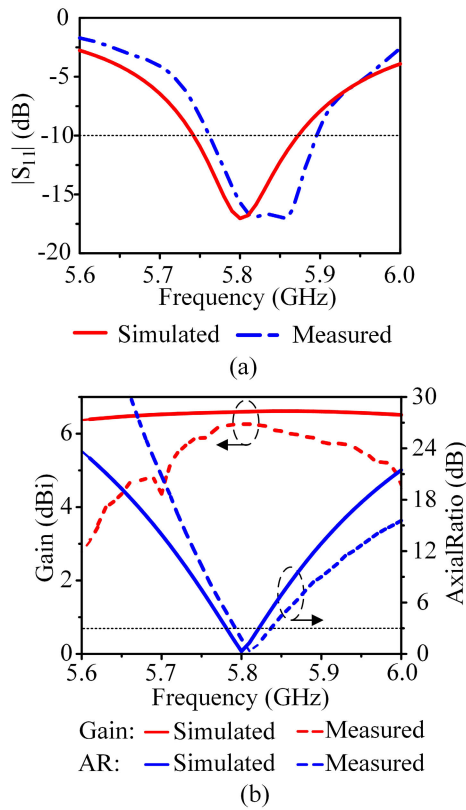 0
-5
-10
-15
-20
|S11| (dB)
5.6 5.7 5.8 5.9 6.0
Frequency (GHz)
Simulated Measured
(a)
6
4
2
0
Gain (dBi)
30
24
18
12
6
0
AxialRatio (dB)
5.6 5.7 5.8 5.9 6.0
Frequency (GHz)
Gain: Simulated Measured
AR: Simulated Measured
(b)